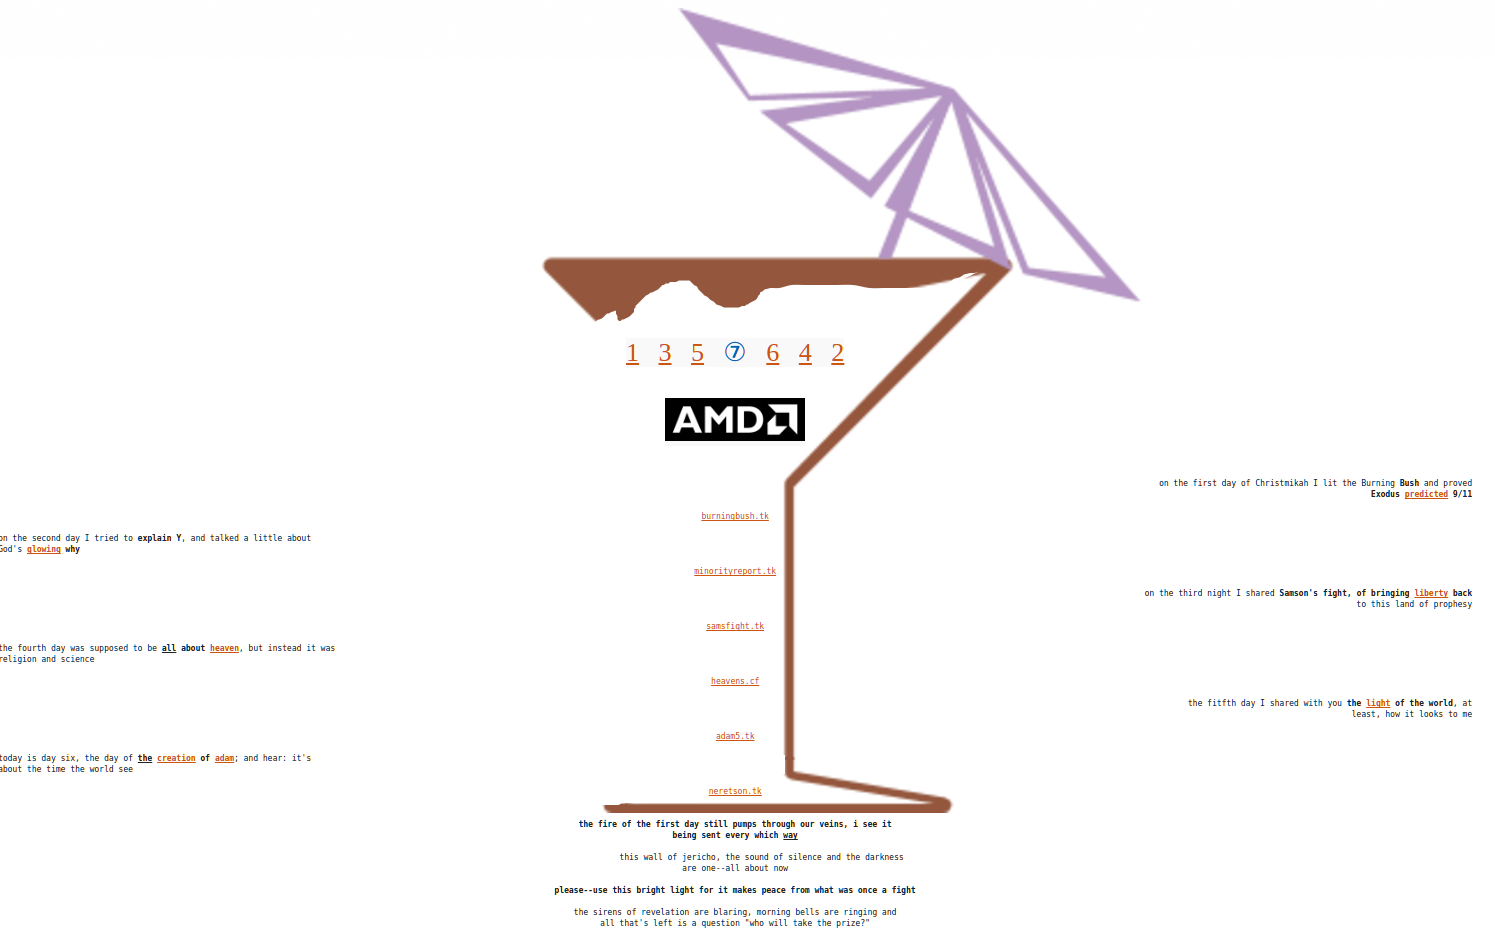 1 3 5 ⑦ 6 4 2
AMD
on the first day of Christmikah I lit the Burning Bush and proved
Exodus predicted 9/11
burningbush.tk
on the second day I tried to explain Y, and talked a little about
God's glowing why
minorityreport.tk
on the third night I shared Samson's fight, of bringing liberty back
to this land of prophesy
samsfight.tk
the fourth day was supposed to be all about heaven, but instead it was
religion and science
heavens.cf
the fitfth day I shared with you the light of the world, at
least, how it looks to me
adam5.tk
today is day six, the day of the creation of adam; and hear: it's
about the time the world see
neretson.tk
the fire of the first day still pumps through our veins, i see it
being sent every which way
this wall of jericho, the sound of silence and the darkness
are one--all about now
please--use this bright light for it makes peace from what was once a fight
the sirens of revelation are blaring, morning bells are ringing and
all that's left is a question "who will take the prize?"